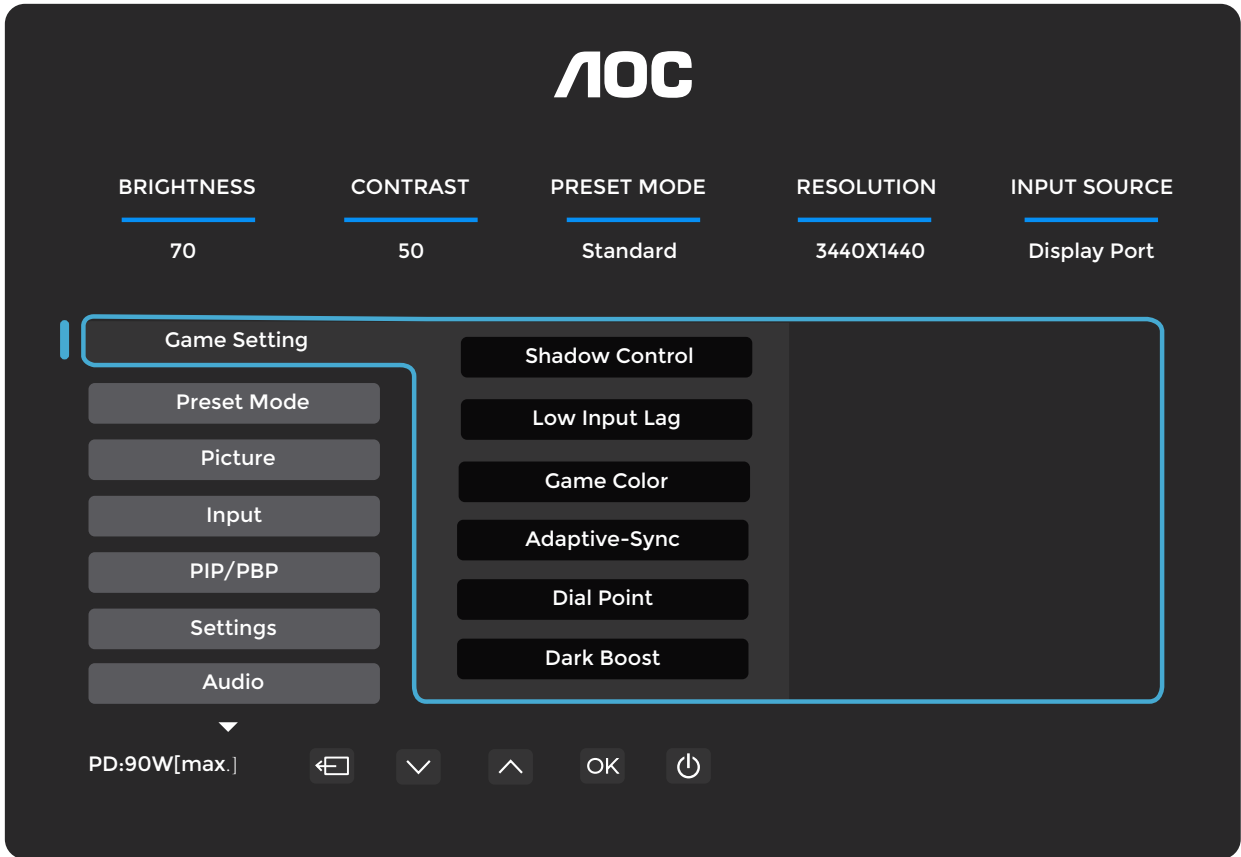 AOC
BRIGHTNESS CONTRAST PRESET MODE RESOLUTION INPUT SOURCE
70 50 Standard 3440X1440 Display Port
Game Setting
Preset Mode
Picture
Input
PIP/PBP
Settings
Audio
Shadow Control
Low Input Lag
Game Color
Adaptive-Sync
Dial Point
Dark Boost
PD:90W[max.]
OK